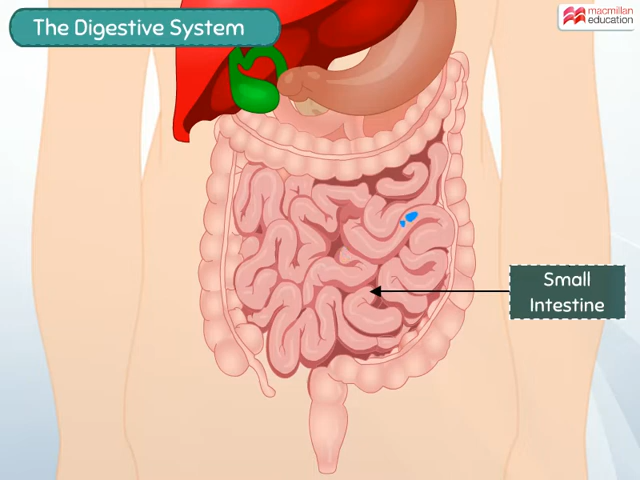 The Digestive System
macmillan
education
Small
Intestine